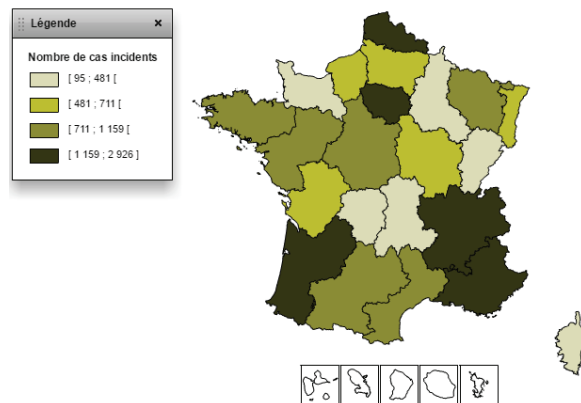 Légende ×
Nombre de cas incidents
[ 95 ; 481 [
[ 481 ; 711 [
[ 711 ; 1 159 [
[ 1 159 ; 2 926 ]